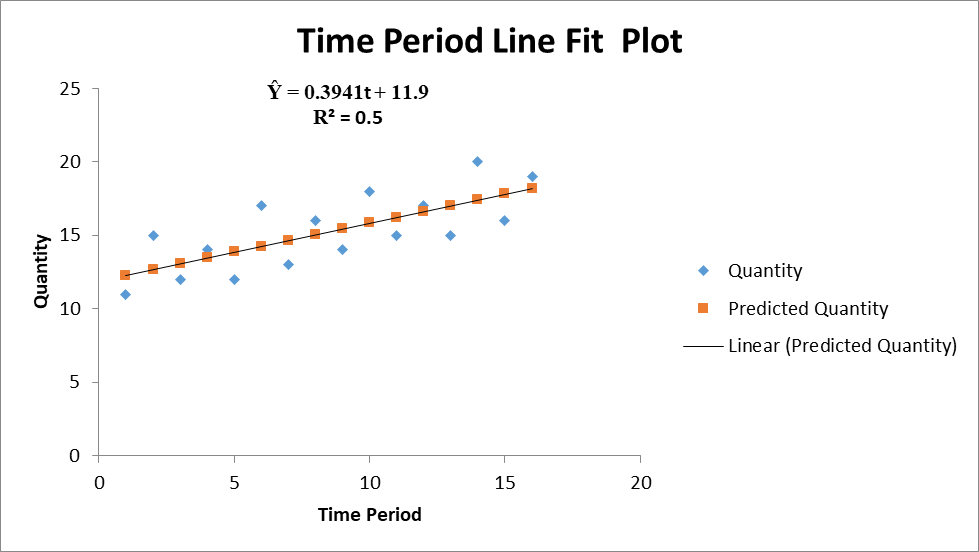 Time Period Line Fit  Plot
Ŷ = 0.3941t + 11.9
R² = 0.5
25
20
15
10
5
0
Quantity
0 5 10 15 20
Time Period
Quantity
Predicted Quantity
Linear (Predicted Quantity)